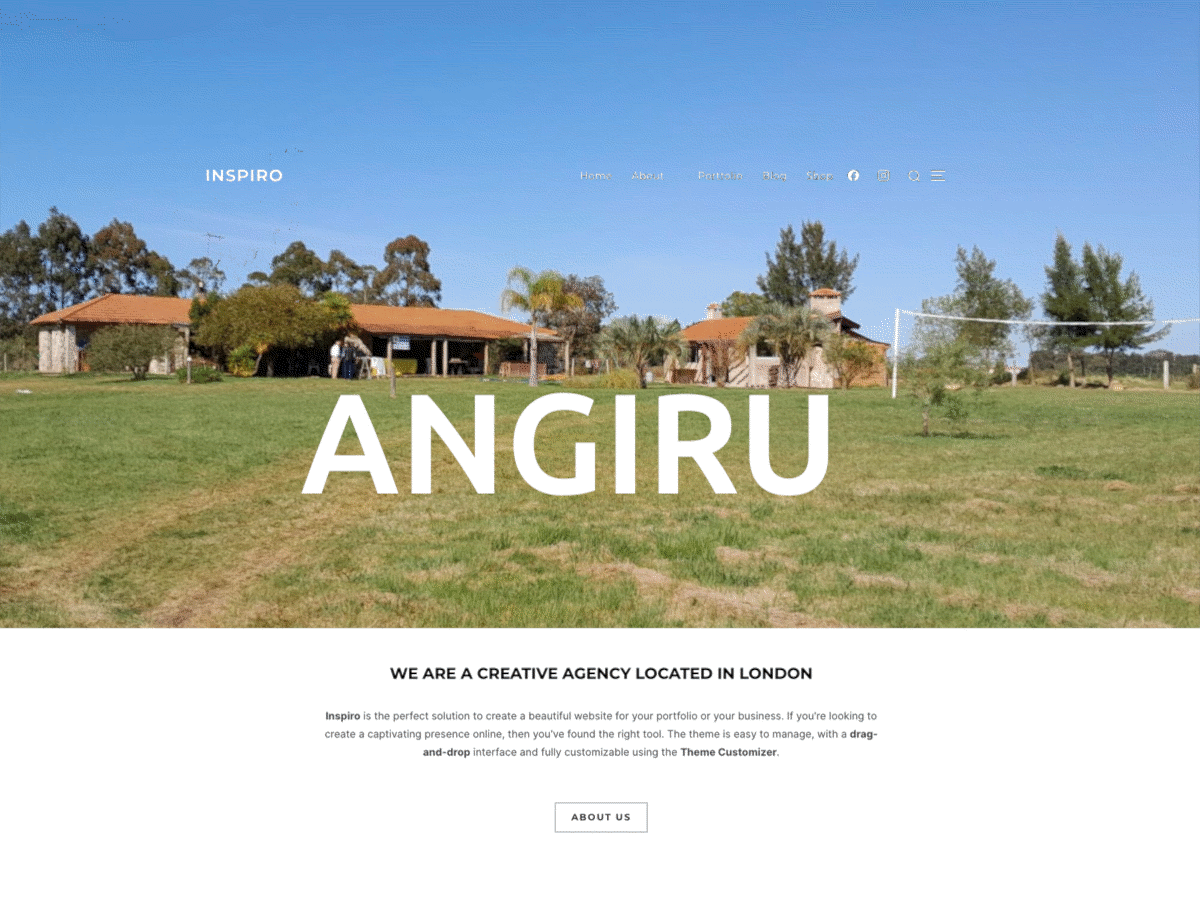 INSPIRO
Home About Portfolio Blog Shop
ANGIRU
WE ARE A CREATIVE AGENCY LOCATED IN LONDON
Inspiro is the perfect solution to create a beautiful website for your portfolio or your business. If you're looking to
create a captivating presence online, then you've found the right tool. The theme is easy to manage, with a drag-
and-drop interface and fully customizable using the Theme Customizer.
ABOUT US